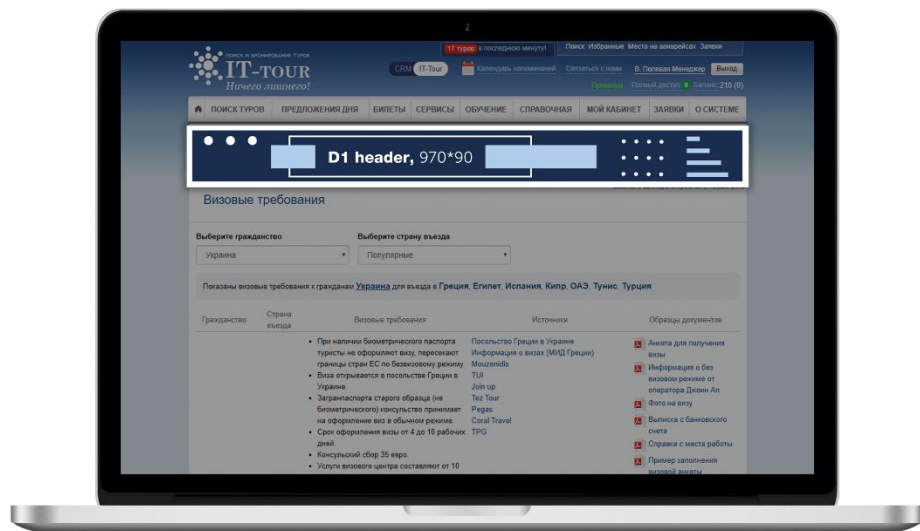 17 туров в последнюю минуту!
Поиск Избранные Места на авиарейсах Заявки
ПОИСК И БРОНИРОВАНИЕ ТУРОВ
IT-TOUR
Ничего лишнего!
CRM IT-Tour
Календарь напоминаний
Связаться с нами
В. Полевая Менеджер
Выход
Полный доступ
Баланс: 210 (0)
ПОИСК ТУРОВ ПРЕДЛОЖЕНИЯ ДНЯ БИЛЕТЫ СЕРВИСЫ ОБУЧЕНИЕ СПРАВОЧНАЯ МОЙ КАБИНЕТ ЗАЯВКИ О СИСТЕМЕ
D1 header, 970*90
Визовые требования
Выберите гражданство Выберите страну въезда
Украина Популярные
Показаны визовые требования к гражданам Украина для въезда в Греция, Египет, Испания, Кипр, ОАЭ, Тунис, Турция
Гражданство Страна въезда Визовые требования Источники Образцы документов
При наличии биометрического паспорта
туристы не оформляют визу, пересекают
границы стран ЕС по безвизовому режиму
Виза открывается в посольстве Греции в
Украине.
Загранпаспорта старого образца (не
биометрического) консульство принимает
на оформление виз в обычном режиме.
Срок оформления визы от 4 до 10 рабочих
дней.
Консульский сбор 35 евро.
Услуги визового центра составляют от 10
Посольство Греции в Украине
Информация о визах (МИД Греции)
Mouzenidis
TUI
Join up
Tez Tour
Pegas
Coral Travel
TPG
Анкета для получения
визы
Информация о без
визовом режиме от
оператора Джоин Ап
Фото на визу
Выписка с банковского
счета
Справка с места работы
Пример заполнения
визовой анкеты